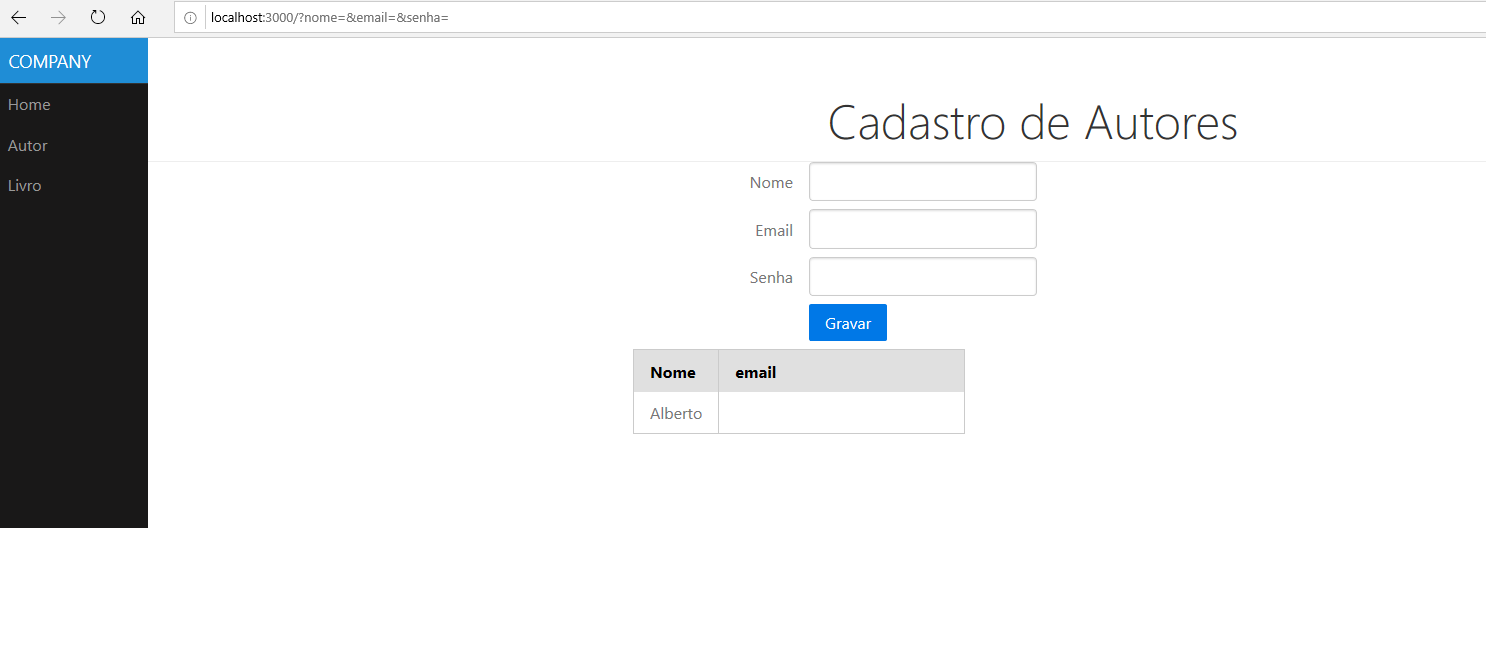 localhost:3000/?nome=&email=&senha=
COMPANY
Home
Autor
Livro
Cadastro de Autores
Nome
Email
Senha
Gravar
Nome email
Alberto